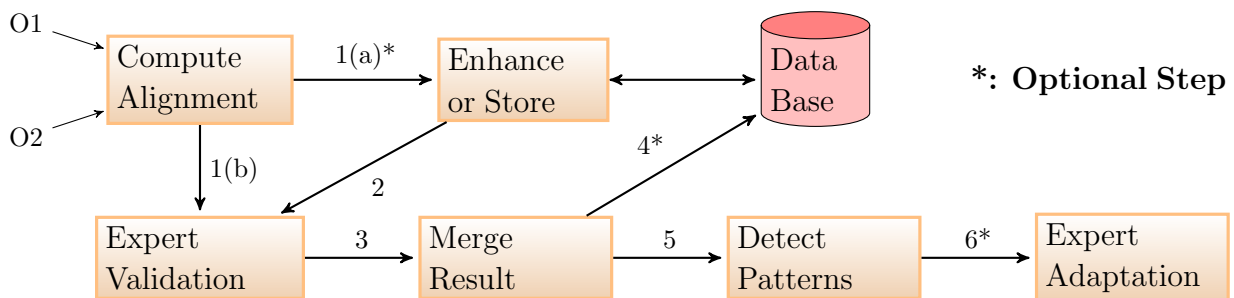 O1
Compute
Alignment
O2
1(a)*
Enhance
or Store
Data
Base
*: Optional Step
1(b)
2
4*
Expert
Validation
3
Merge
Result
5
Detect
Patterns
6*
Expert
Adaptation